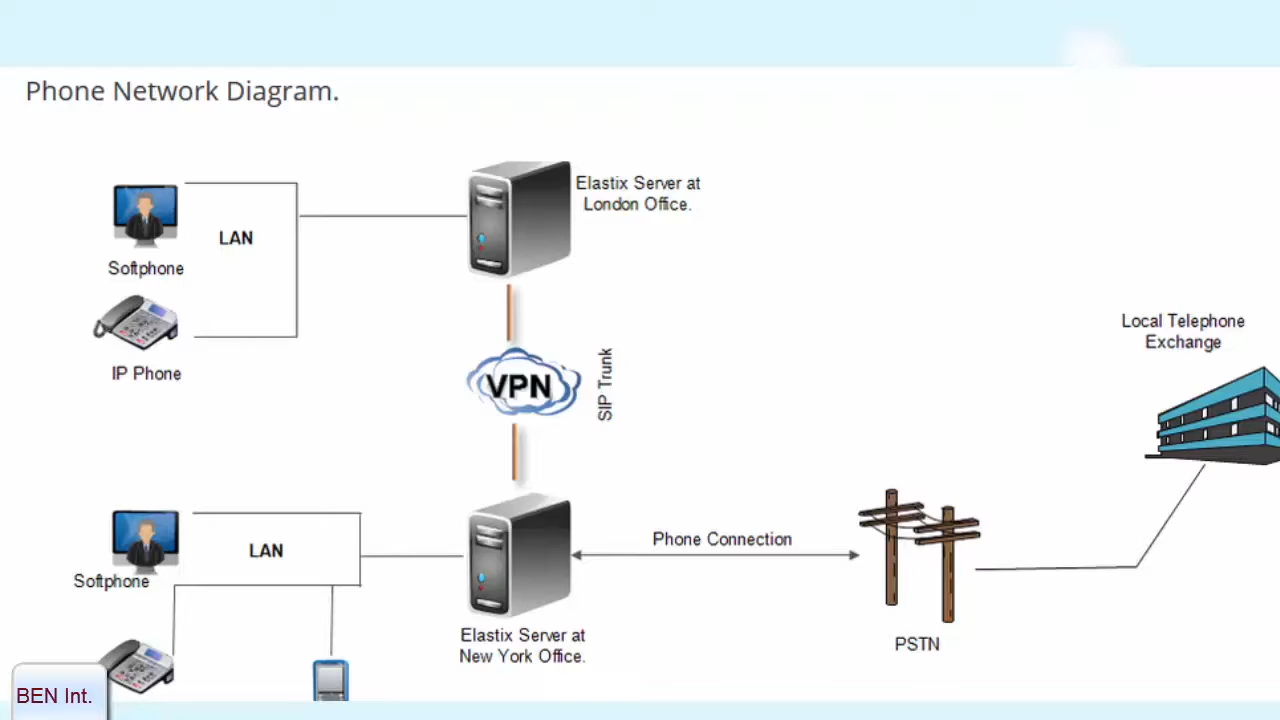 Phone Network Diagram.
Elastix Server at
London Office.
LAN
Softphone
IP Phone
VPN
SIP Trunk
Local Telephone
Exchange
Softphone
LAN
Phone Connection
Elastix Server at
New York Office.
PSTN
BEN Int.